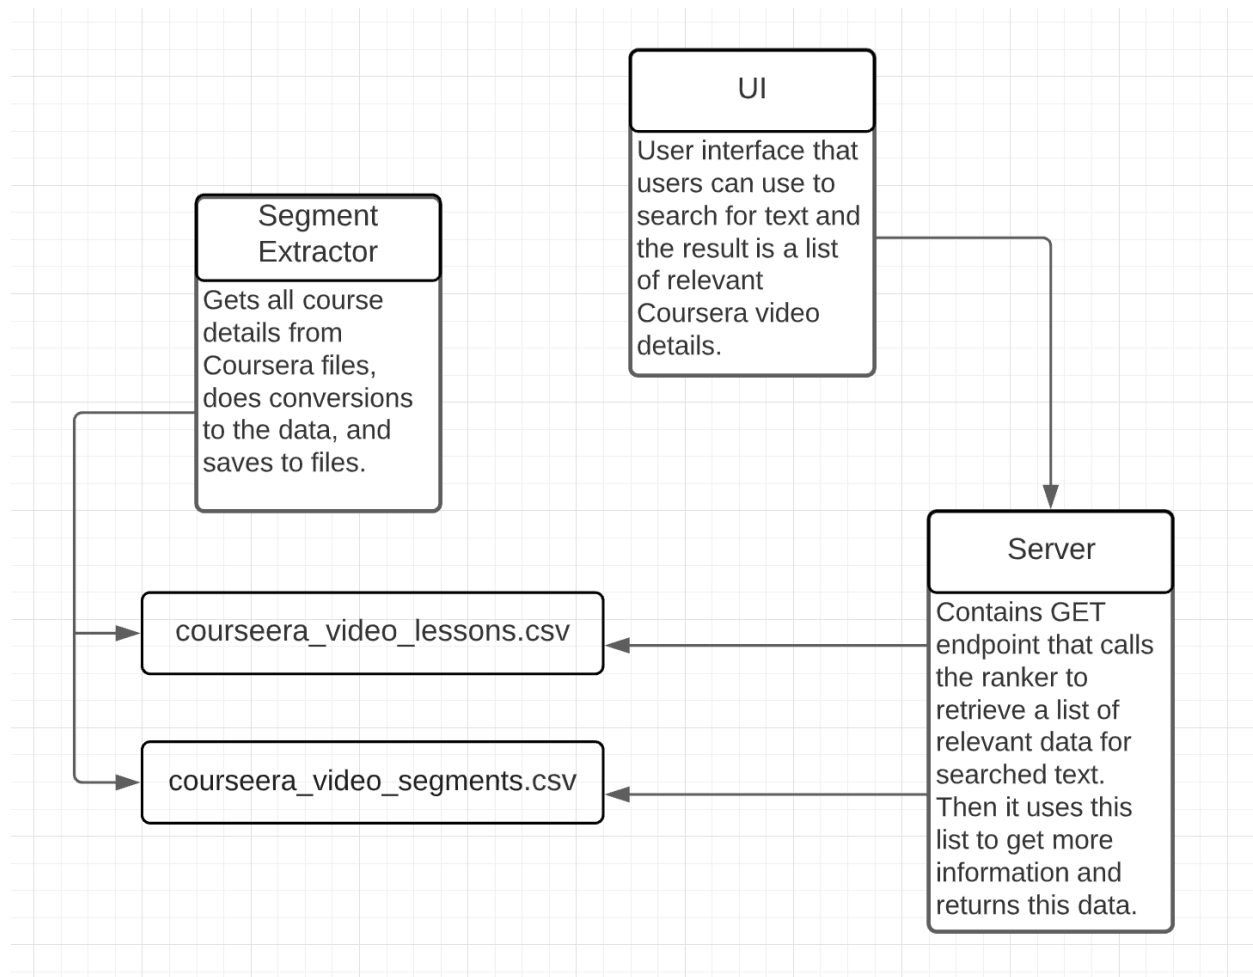 UI
User interface that
users can use to
search for text and
the result is a list
of relevant
Coursera video
details.
Segment
Extractor
Gets all course
details from
Coursera files,
does conversions
to the data, and
saves to files.
courseera_video_lessons.csv
courseera_video_segments.csv
Server
Contains GET
endpoint that calls
the ranker to
retrieve a list of
relevant data for
searched text.
Then it uses this
list to get more
information and
returns this data.